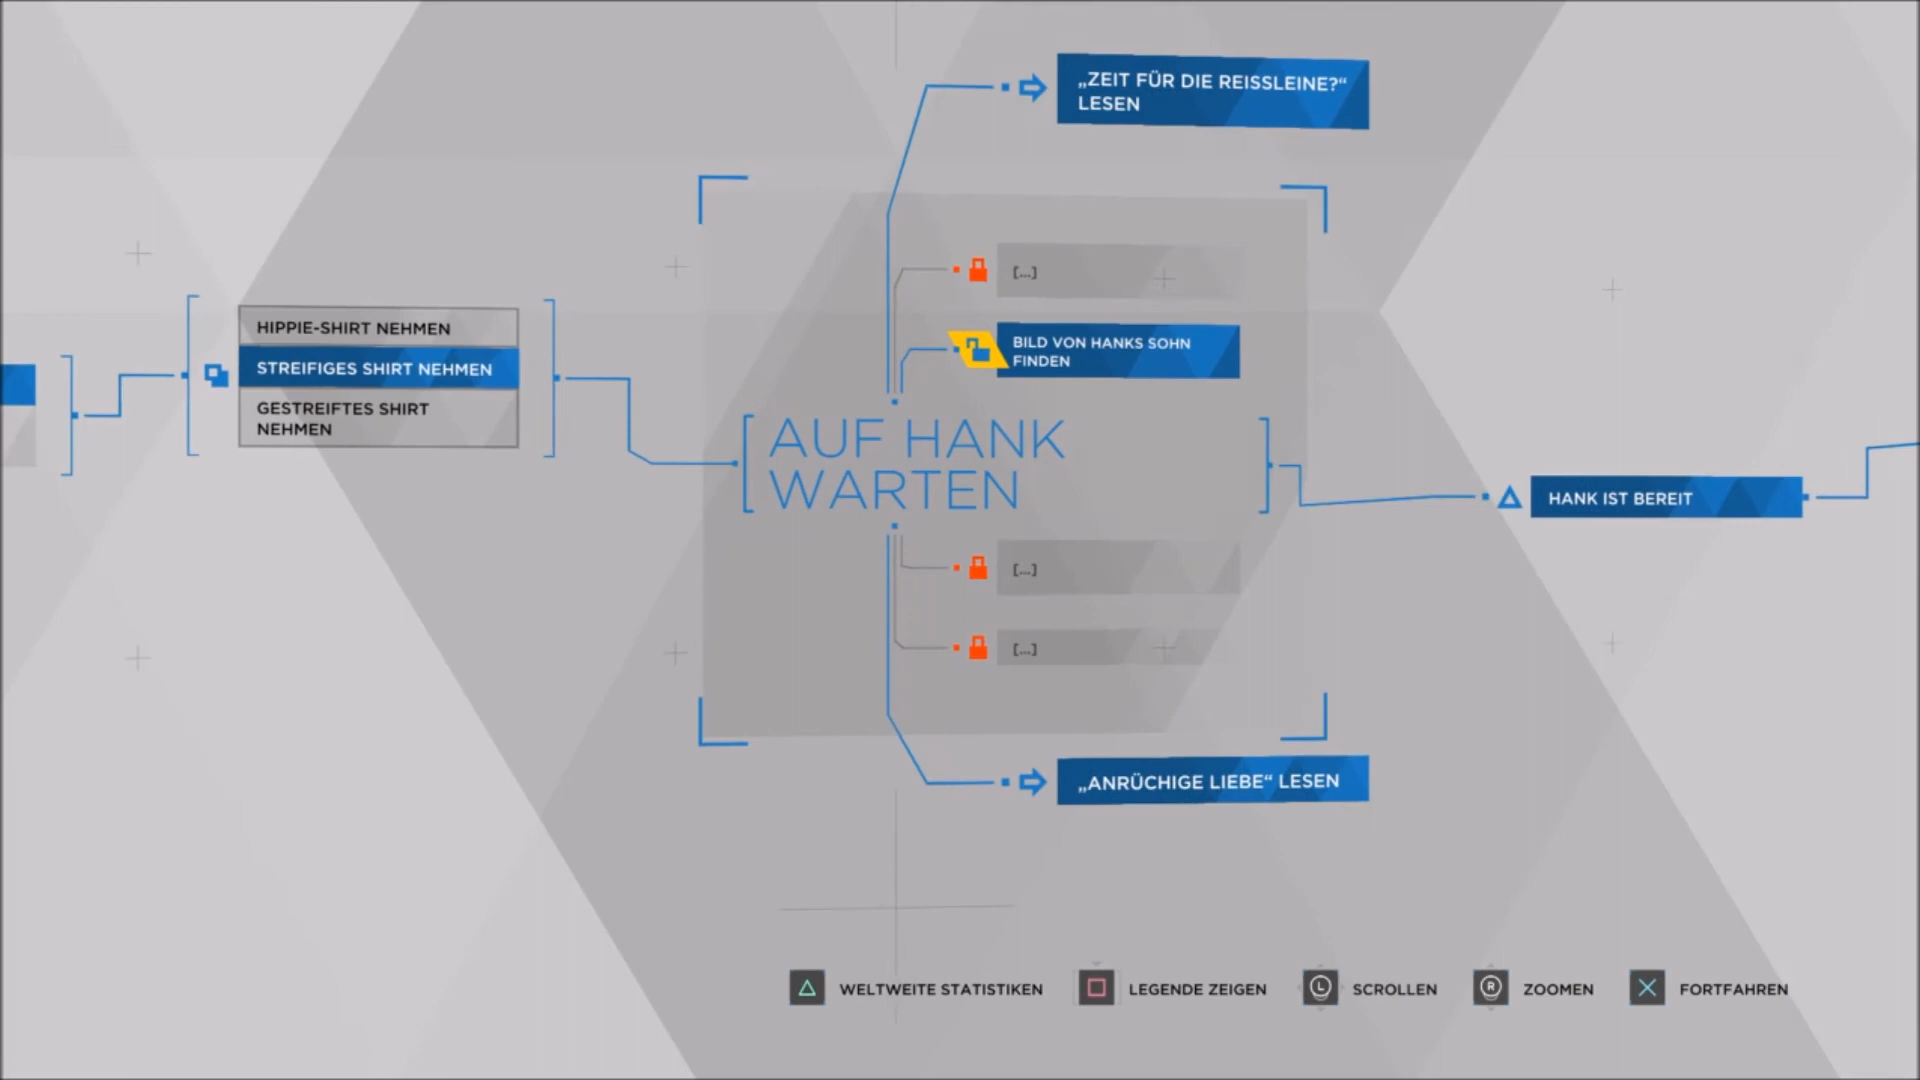 „ZEIT FÜR DIE REISSLEINE?“
LESEN
[...]
BILD VON HANKS SOHN
FINDEN
HIPPIE-SHIRT NEHMEN
STREIFIGES SHIRT NEHMEN
GESTREIFTES SHIRT
NEHMEN
AUF HANK
WARTEN
HANK IST BEREIT
[...]
[...]
„ANRÜCHIGE LIEBE“ LESEN
WELTWEITE STATISTIKEN
LEGENDE ZEIGEN
L SCROLLEN
R ZOOMEN
FORTFAHREN